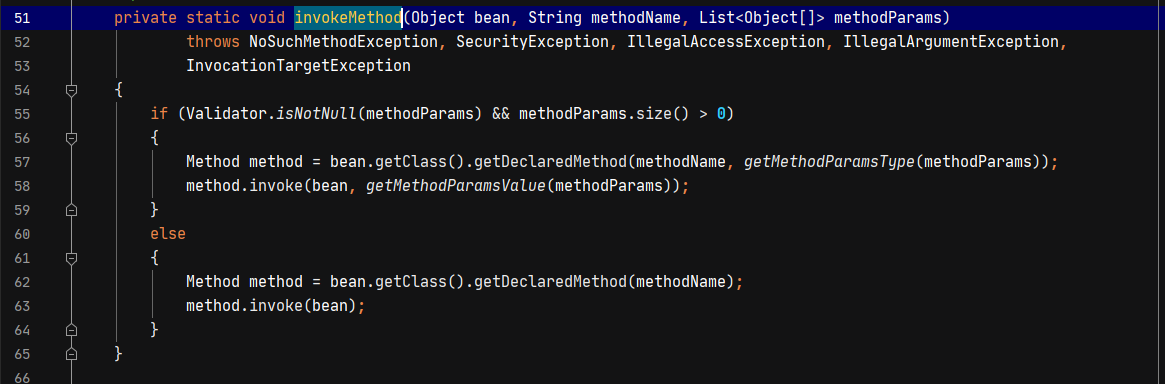 51 private static void invokeMethod(Object bean, String methodName, List<Object[]> methodParams)
52 throws NoSuchMethodException, SecurityException, IllegalAccessException, IllegalArgumentException,
53 InvocationTargetException
54 {
55 if (Validator.isNotNull(methodParams) && methodParams.size() > 0)
56 {
57 Method method = bean.getClass().getDeclaredMethod(methodName, getMethodParamsType(methodParams));
58 method.invoke(bean, getMethodParamsValue(methodParams));
59 }
60 else
61 {
62 Method method = bean.getClass().getDeclaredMethod(methodName);
63 method.invoke(bean);
64 }
65 }
66